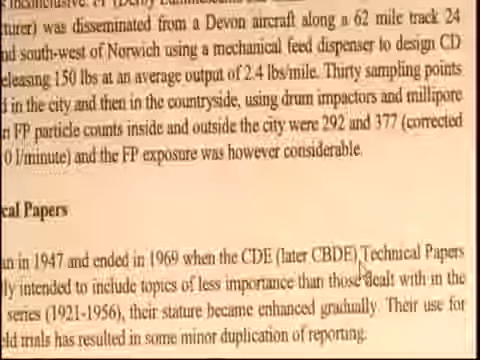 inconclusive. FP (Derby Luminescents
turer) was disseminated from a Devon aircraft along a 62 mile track 24
nd south-west of Norwich using a mechanical feed dispenser to design CD
eleasing 150 lbs at an average output of 2.4 lbs/mile. Thirty sampling points
d in the city and then in the countryside, using drum impactors and millipore
n FP particle counts inside and outside the city were 292 and 377 (corrected
0 l/minute) and the FP exposure was however considerable.
cal Papers
an in 1947 and ended in 1969 when the CDE (later CBDE) Technical Papers
ly intended to include topics of less importance than those dealt with in the
series (1921-1956), their stature became enhanced gradually. Their use for
eld trials has resulted in some minor duplication of reporting.